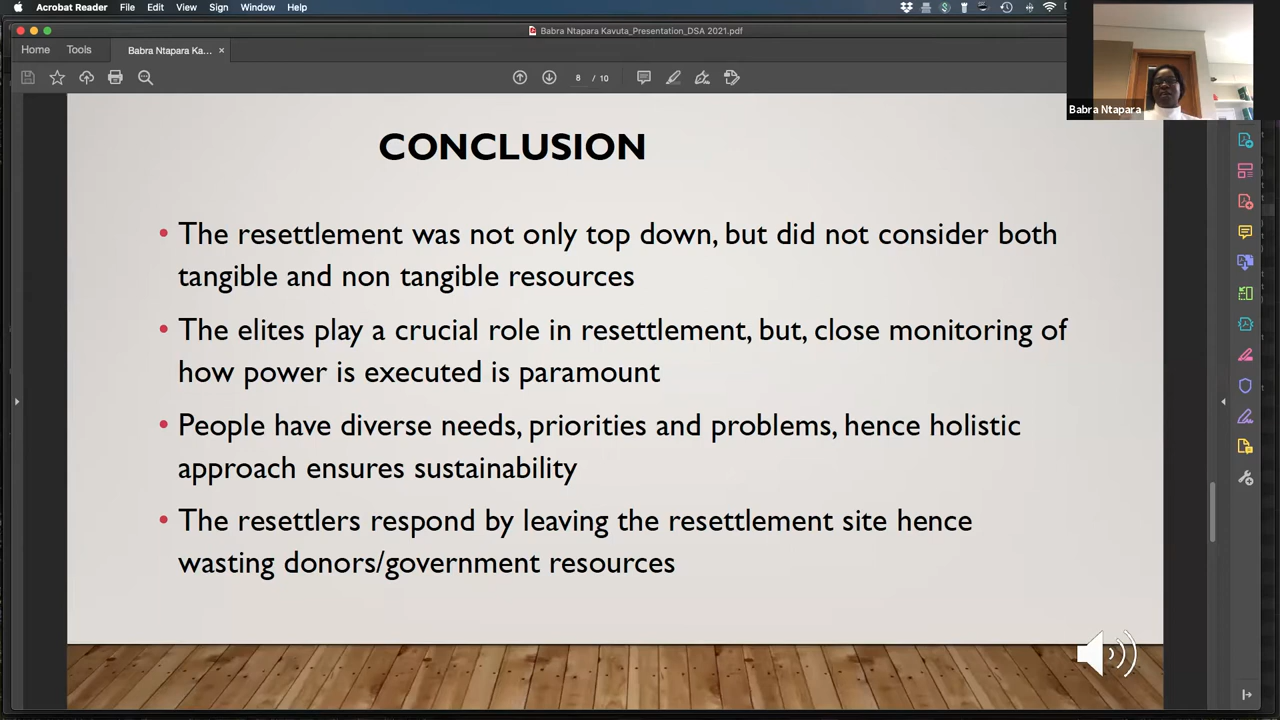 Acrobat Reader File Edit View Sign Window Help
Babra Ntapara Kavuta_Presentation_DSA 2021.pdf
Home Tools Babra Ntapara Ka... ×
8 / 10
Babra Ntapara
CONCLUSION
• The resettlement was not only top down, but did not consider both
tangible and non tangible resources
• The elites play a crucial role in resettlement, but, close monitoring of
how power is executed is paramount
• People have diverse needs, priorities and problems, hence holistic
approach ensures sustainability
• The resettlers respond by leaving the resettlement site hence
wasting donors/government resources